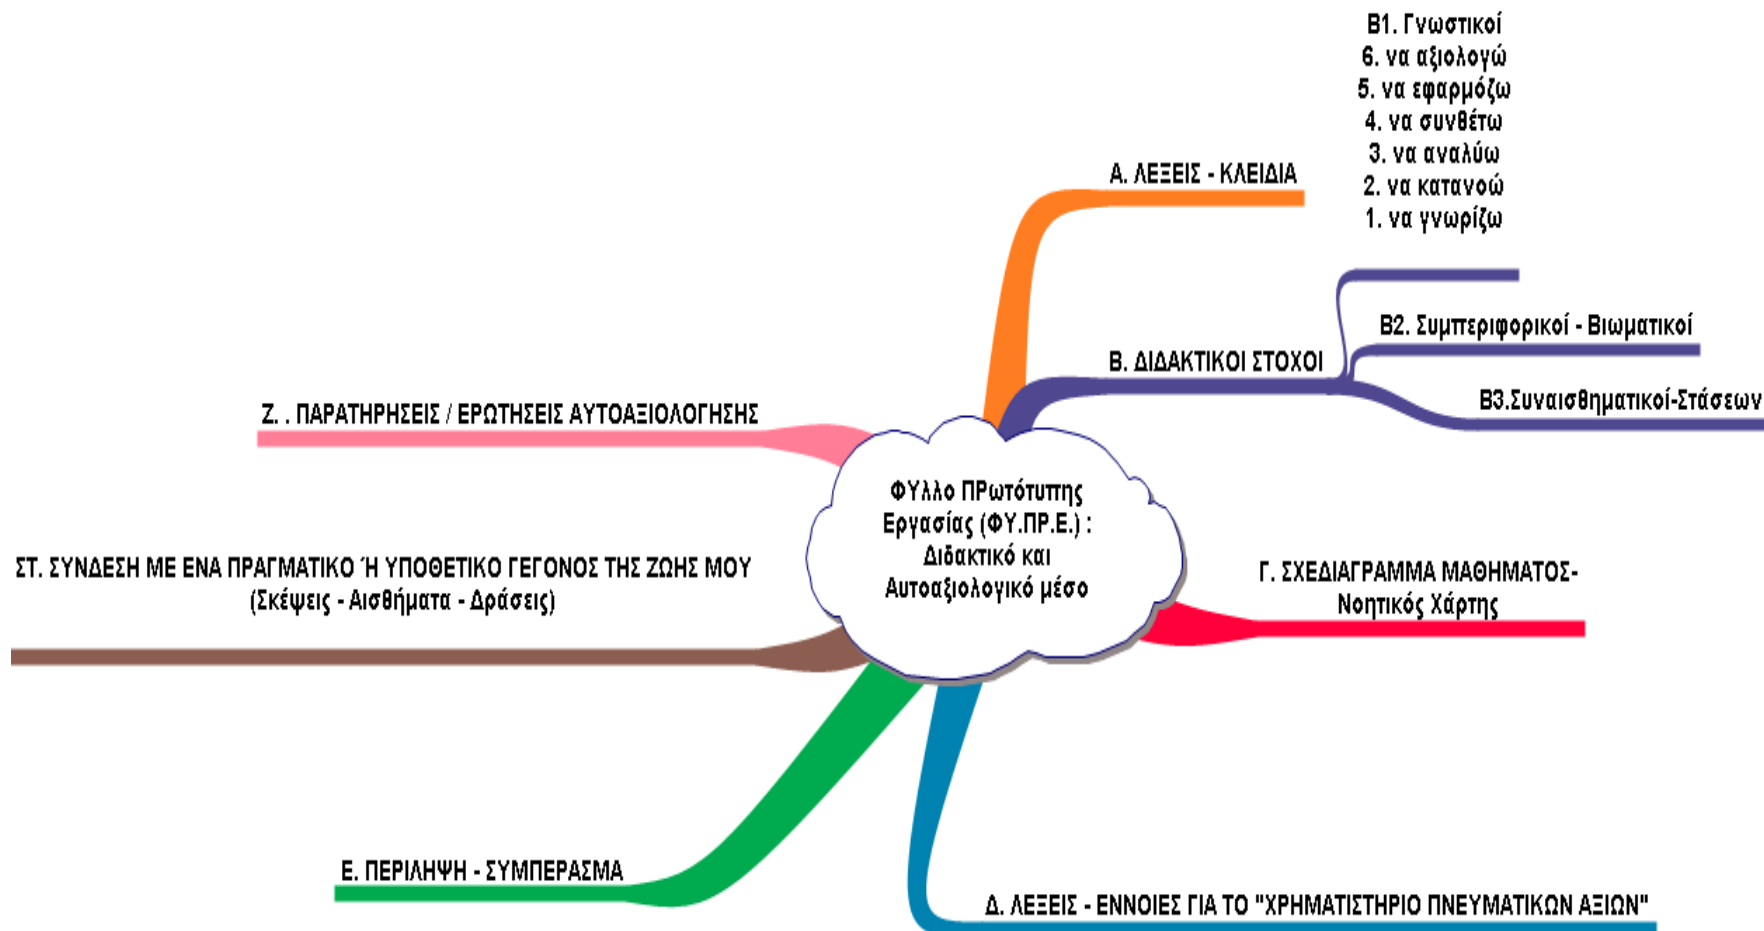 ΦΥλλο ΠΡωτότυπης
Εργασίας (ΦΥ.ΠΡ.Ε.) :
Διδακτικό και
Αυτοαξιολογικό μέσο
Α. ΛΕΞΕΙΣ - ΚΛΕΙΔΙΑ
Β. ΔΙΔΑΚΤΙΚΟΙ ΣΤΟΧΟΙ
Β1. Γνωστικοί
6. να αξιολογώ
5. να εφαρμόζω
4. να συνθέτω
3. να αναλύω
2. να κατανοώ
1. να γνωρίζω
Β2. Συμπεριφορικοί - Βιωματικοί
Β3.Συναισθηματικοί-Στάσεων
Γ. ΣΧΕΔΙΑΓΡΑΜΜΑ ΜΑΘΗΜΑΤΟΣ-
Νοητικός Χάρτης
Δ. ΛΕΞΕΙΣ - ΕΝΝΟΙΕΣ ΓΙΑ ΤΟ "ΧΡΗΜΑΤΙΣΤΗΡΙΟ ΠΝΕΥΜΑΤΙΚΩΝ ΑΞΙΩΝ"
Ε. ΠΕΡΙΛΗΨΗ - ΣΥΜΠΕΡΑΣΜΑ
ΣΤ. ΣΥΝΔΕΣΗ ΜΕ ΕΝΑ ΠΡΑΓΜΑΤΙΚΟ Ή ΥΠΟΘΕΤΙΚΟ ΓΕΓΟΝΟΣ ΤΗΣ ΖΩΗΣ ΜΟΥ
(Σκέψεις - Αισθήματα - Δράσεις)
Ζ. . ΠΑΡΑΤΗΡΗΣΕΙΣ / ΕΡΩΤΗΣΕΙΣ ΑΥΤΟΑΞΙΟΛΟΓΗΣΗΣ